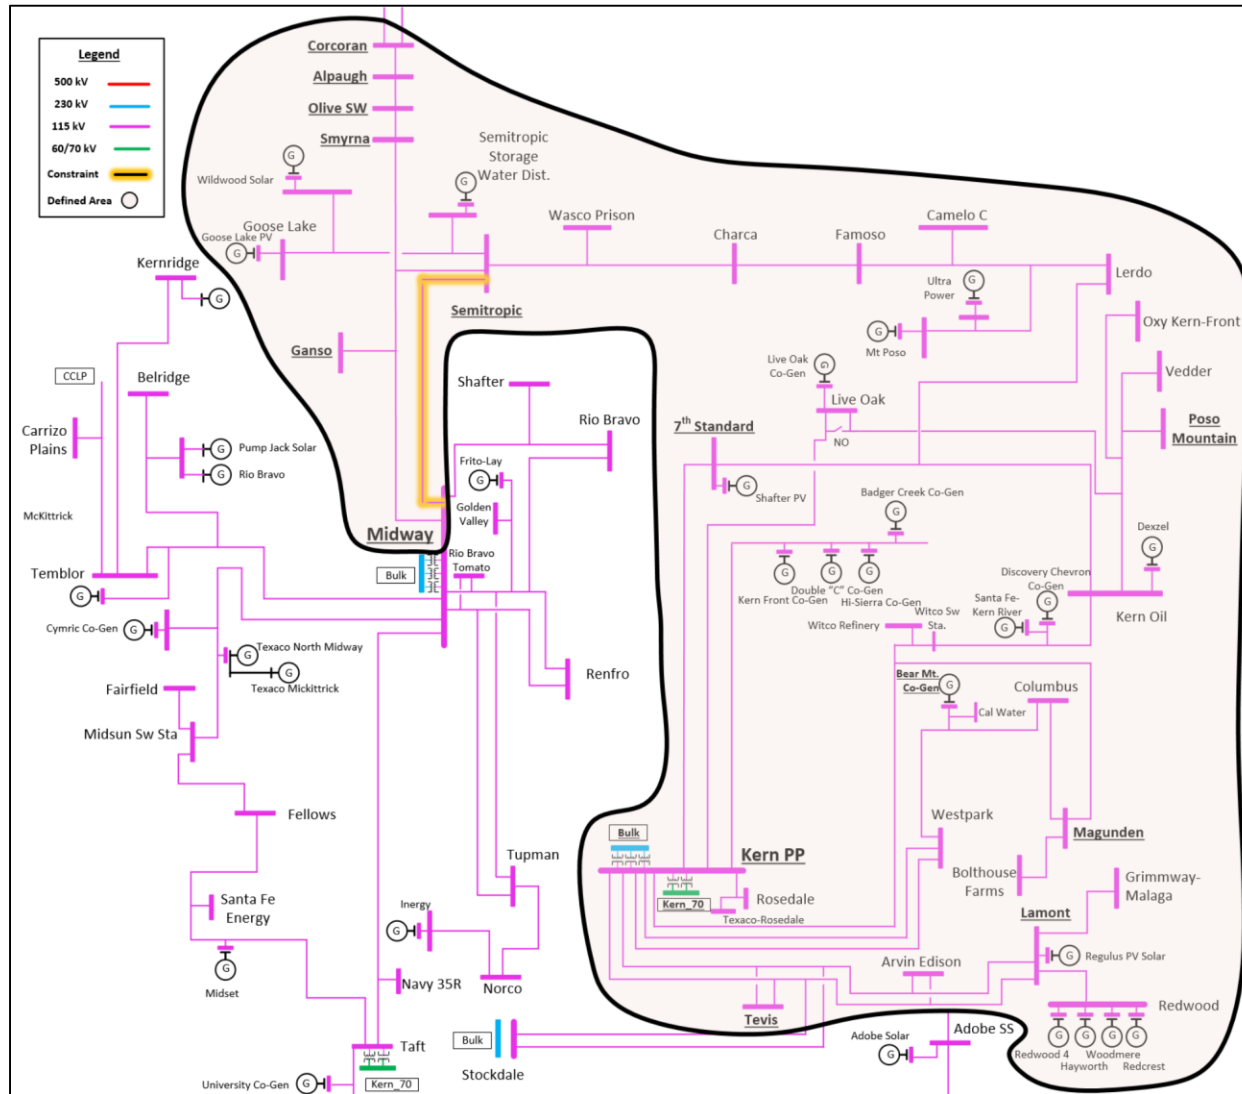 Legend
500 kV
230 kV
115 kV
60/70 kV
Constraint
Defined Area
Corcoran
Alpaugh
Olive SW
Smyrna
G
Wildwood Solar
Semitropic
Storage
Water Dist.
G
Goose Lake
Goose Lake PV
G
Wasco Prison
Charca
Famoso
Camelo C
Lerdo
Ultra
Power
G
Mt Poso
G
Oxy Kern-Front
Vedder
Poso
Mountain
Kernridge
G
Semitropic
Ganso
CCLP
Belridge
Carrizo
Plains
G
Pump Jack Solar
G
Rio Bravo
McKittrick
Shafter
Rio Bravo
Frito-Lay
G
Golden
Valley
Live Oak
Co-Gen
G
Live Oak
NO
7th Standard
G
Shafter PV
Badger Creek Co-Gen
G
Midway
Bulk
Rio Bravo
Tomato
Temblor
G
Cymric Co-Gen
G
G
Texaco North Midway
G
Texaco Mickittrick
Renfro
G
G
G
Kern Front Co-Gen
Double "C" Co-Gen
Hi-Sierra Co-Gen
Dexzel
G
Discovery Chevron
Co-Gen
G
Santa Fe-
Kern River
G
Kern Oil
Witco Sw
Sta.
Witco Refinery
Bear Mt.
Co-Gen
G
Cal Water
Columbus
Fairfield
Midsun Sw Sta
Fellows
Westpark
Magunden
Bolthouse
Farms
Grimmway-
Malaga
Bulk
Kern PP
Kern_70
Rosedale
Texaco-Rosedale
Tupman
Santa Fe
Energy
G
Midset
Inergy
G
Navy 35R
Norco
Lamont
G
Regulus PV Solar
Arvin Edison
Tevis
Redwood
G
G
G
G
Redwood 4
Hayworth
Woodmere
Redcrest
Taft
Kern_70
University Co-Gen
G
Bulk
Stockdale
Adobe Solar
G
Adobe SS